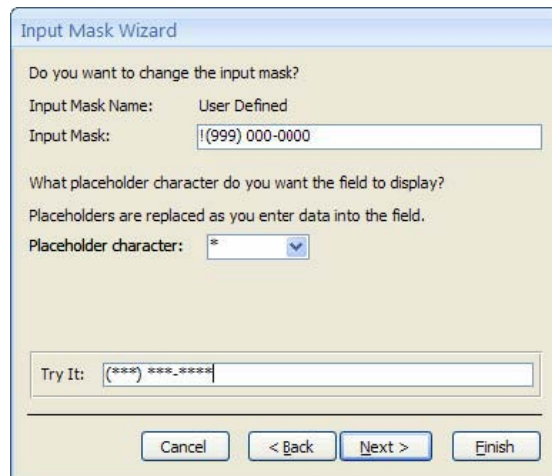 Input Mask Wizard
Do you want to change the input mask?
Input Mask Name: User Defined
Input Mask: !(999) 000-0000
What placeholder character do you want the field to display?
Placeholders are replaced as you enter data into the field.
Placeholder character: *
Try It: (***) ***-****
Cancel < Back Next > Finish